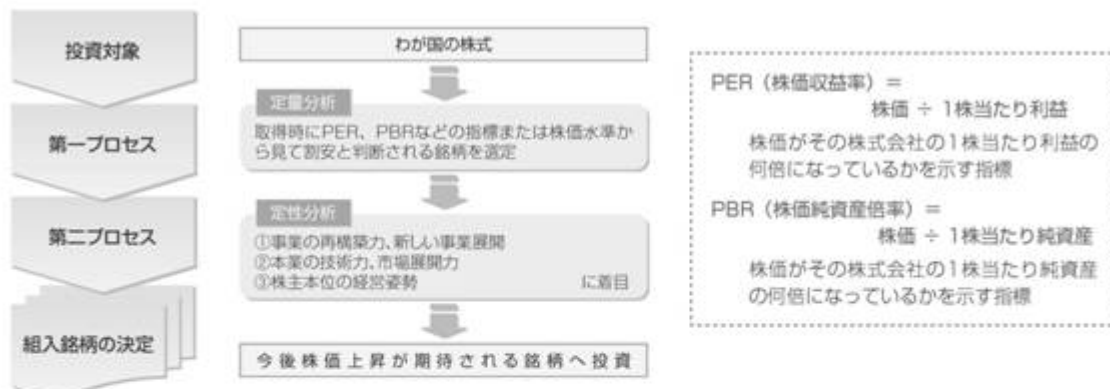 投資対象
第一プロセス
第二プロセス
組入銘柄の決定
わが国の株式
定量分析
取得時にPER、PBRなどの指標または株価水準か
ら見て割安と判断される銘柄を選定
定性分析
①事業の再構築力、新しい事業展開
②本業の技術力、市場展開力
③株主本位の経営姿勢 に着目
今後株価上昇が期待される銘柄へ投資
PER（株価収益率）＝
株価 ÷ 1株当たり利益
株価がその株式会社の1株当たり利益の
何倍になっているかを示す指標
PBR（株価純資産倍率）＝
株価 ÷ 1株当たり純資産
株価がその株式会社の1株当たり純資産
の何倍になっているかを示す指標